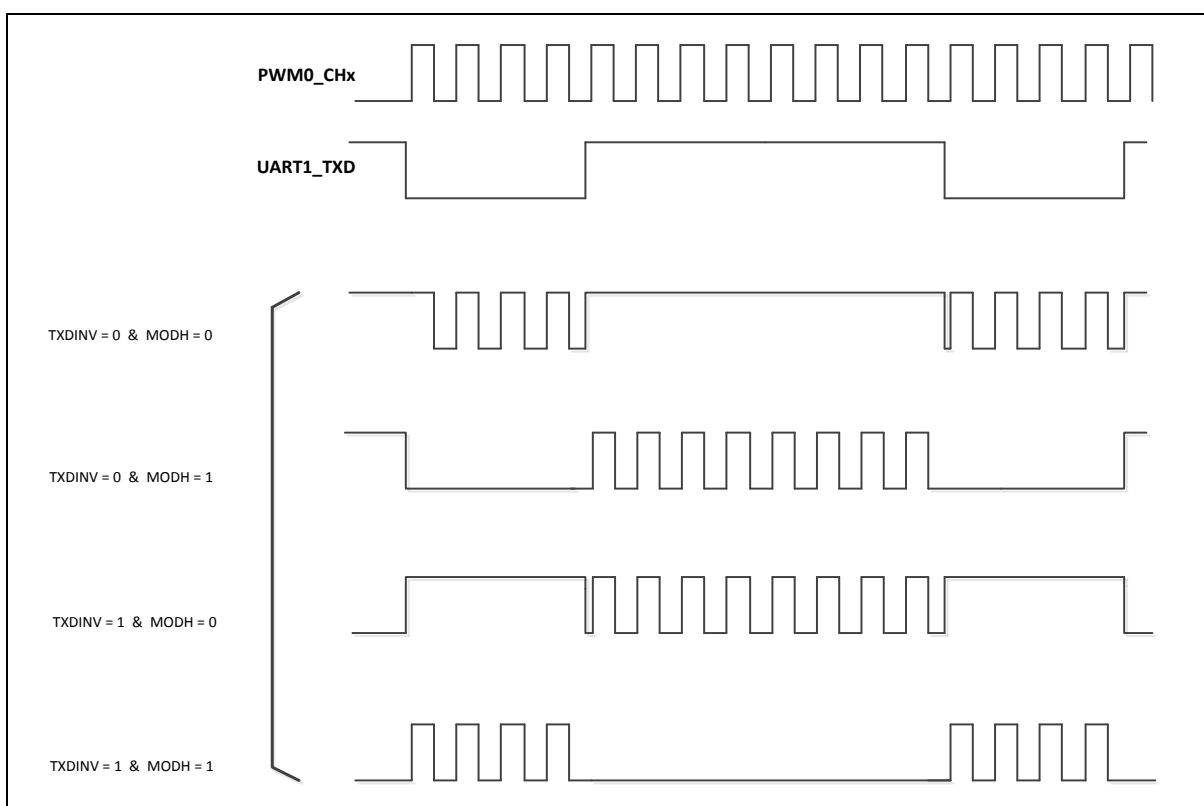 PWM0_CHx
UART1_TXD
TXDINV = 0 & MODH = 0
TXDINV = 0 & MODH = 1
TXDINV = 1 & MODH = 0
TXDINV = 1 & MODH = 1